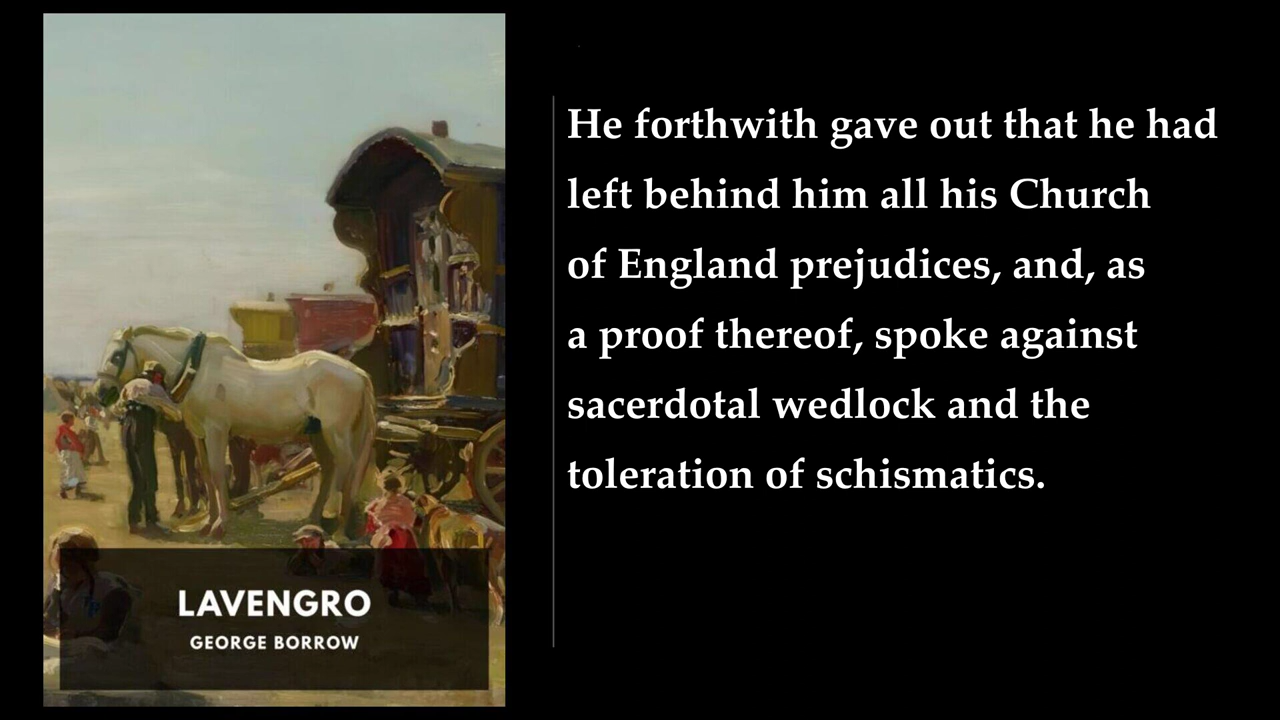 He forthwith gave out that he had
left behind him all his Church
of England prejudices, and, as
a proof thereof, spoke against
sacerdotal wedlock and the
toleration of schismatics.
LAVENGRO
GEORGE BORROW